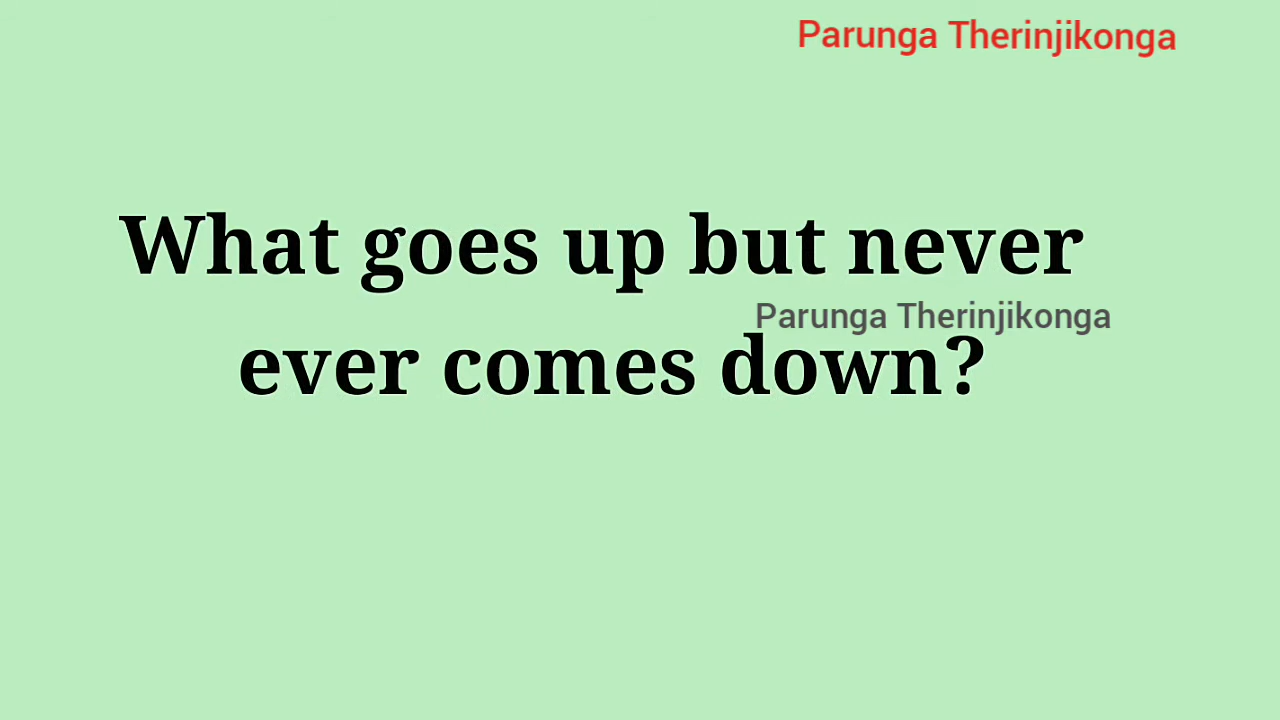 Parunga Therinjikonga
What goes up but never
Parunga Therinjikonga
ever comes down?